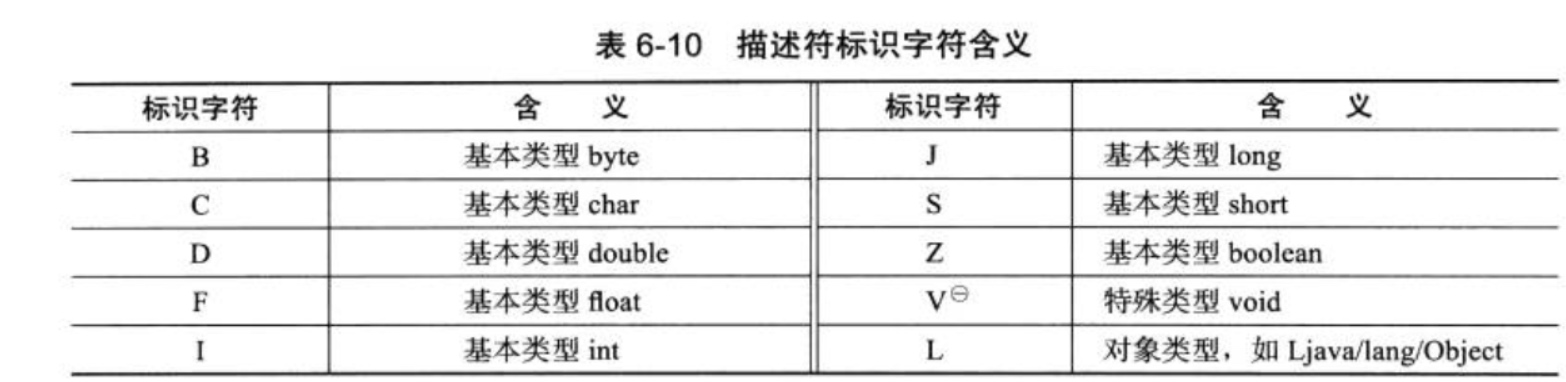 表 6-10 描述符标识字符含义
标识字符 含 义 标识字符 含 义
B 基本类型 byte J 基本类型 long
C 基本类型 char S 基本类型 short
D 基本类型 double Z 基本类型 boolean
F 基本类型 float V㊀ 特殊类型 void
I 基本类型 int L 对象类型，如 Ljava/lang/Object